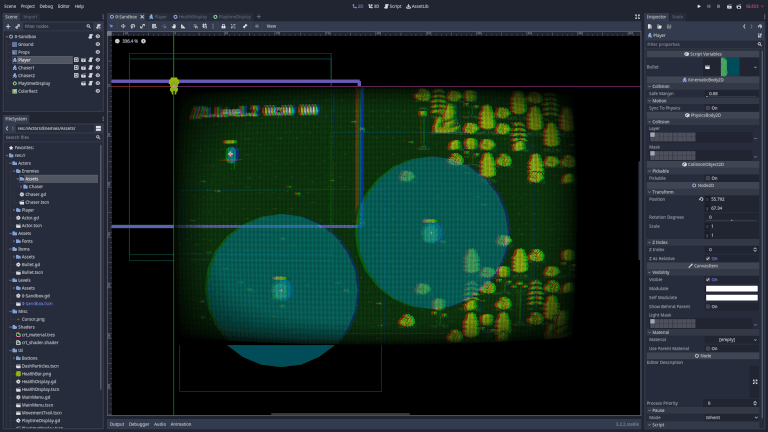 Scene Project Debug Editor Help
2D 3D Script AssetLib
GLES2
Scene Import
0-Sandbox Player HealthDisplay PlaytimeDisplay
Inspector Node
Filter nodes
View
0-Sandbox
Ground
Props
Player
Chaser1
Chaser2
PlaytimeDisplay
ColorRect
336.4 %
FileSystem
res://Actors/Enemies/Assets/
Search files
Favorites:
res://
Actors
Enemies
Assets
Chaser
Chaser.gd
Chaser.tscn
Player
Actor.gd
Actor.tscn
Assets
Fonts
Items
Assets
Bullet.gd
Bullet.tscn
Levels
Assets
0-Sandbox.gd
0-Sandbox.tscn
Misc
Cursor.png
Shaders
crt_material.tres
crt_shader.shader
UI
Buttons
DashParticles.tscn
HealthBar.png
HealthDisplay.gd
HealthDisplay.tscn
MainMenu.gd
MainMenu.tscn
MovementTrail.tscn
PlaytimeDisplay.gd
Output Debugger Audio Animation
3.2.3.stable
Player
Filter properties
Script Variables
Bullet
KinematicBody2D
Collision
Safe Margin 0.08
Motion
Sync To Physics On
PhysicsBody2D
Collision
Layer
Mask
CollisionObject2D
Pickable
Pickable On
Node2D
Transform
Position x 55.792
y 67.34
Rotation Degrees 0
Scale x 1
y 1
Z Index
Z Index 0
Z As Relative On
CanvasItem
Visibility
Visible On
Modulate
Self Modulate
Show Behind Parent On
Light Mask
Material
Material [empty]
Use Parent Material On
Node
Editor Description
Process Priority 0
Pause
Mode Inherit
Script